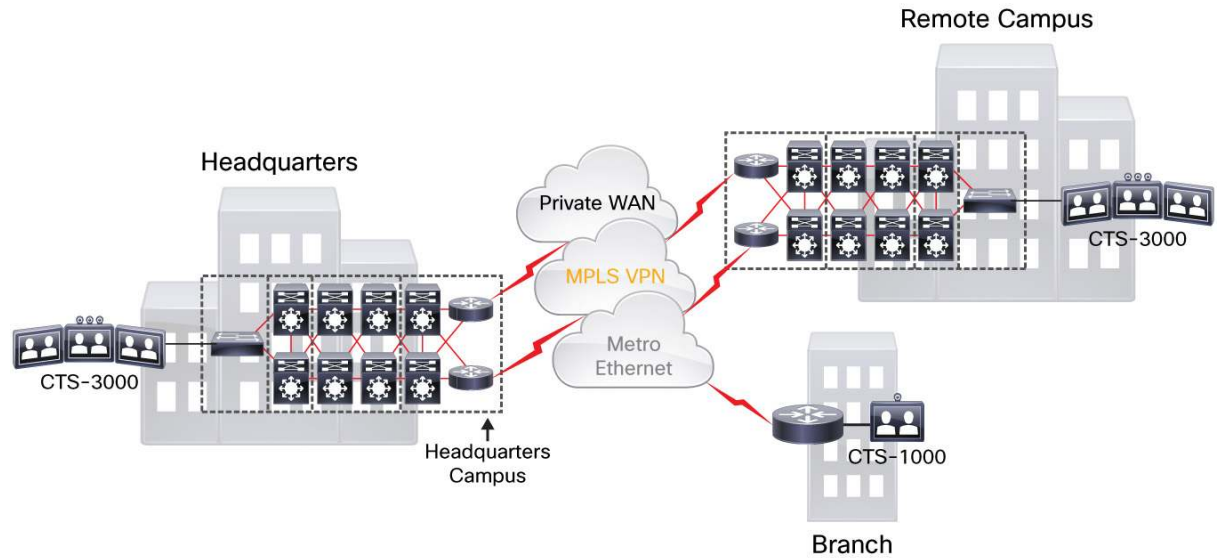 Remote Campus
Headquarters
Private WAN
CTS-3000
MPLS VPN
Metro
Ethernet
CTS-3000
Headquarters
Campus
CTS-1000
Branch